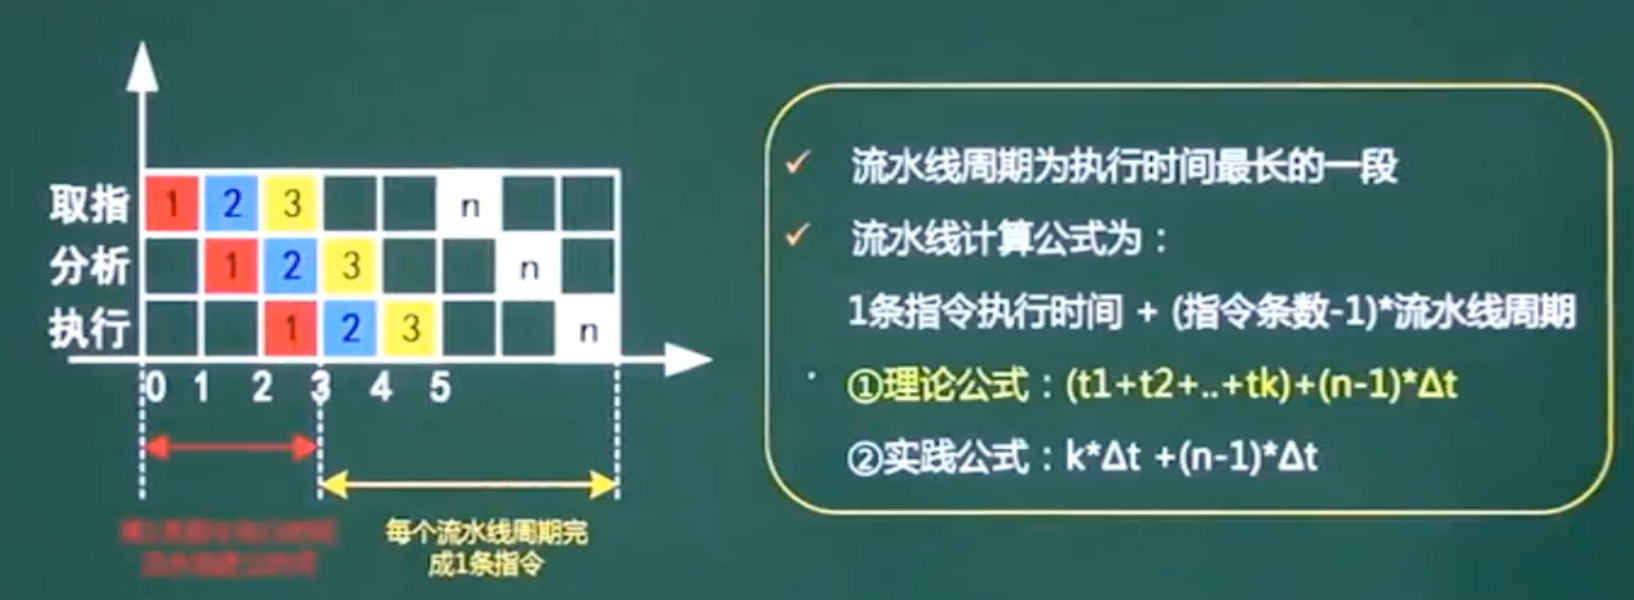 取指 1 2 3 n
分析 1 2 3 n
执行 1 2 3 n
0 1 2 3 4 5
每个流水线周期完
成1条指令
✓ 流水线周期为执行时间最长的一段
✓ 流水线计算公式为：
1条指令执行时间 + (指令条数-1)*流水线周期
①理论公式：(t1+t2+..+tk)+(n-1)*Δt
②实践公式：k*Δt +(n-1)*Δt